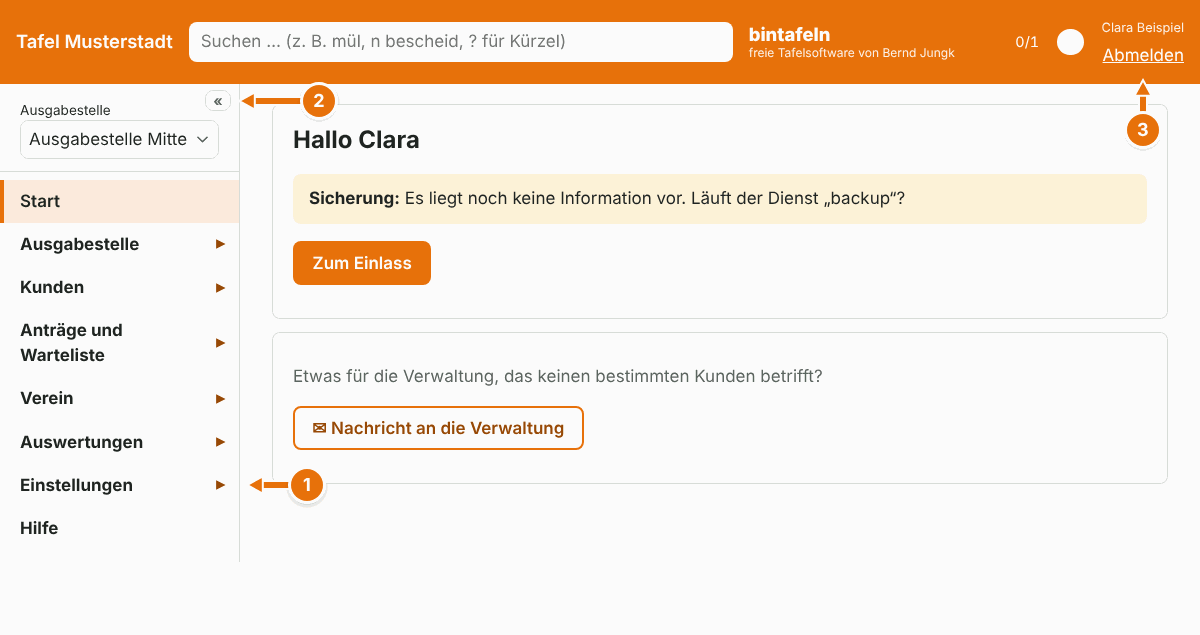 Tafel Musterstadt
Suchen ... (z. B. mül, n bescheid, ? für Kürzel)
bintafeln
freie Tafelsoftware von Bernd Jungk
0/1
Clara Beispiel
Abmelden
«
2
3
Ausgabestelle
Ausgabestelle Mitte
Start
Ausgabestelle
Kunden
Anträge und
Warteliste
Verein
Auswertungen
Einstellungen
1
Hilfe
Hallo Clara
Sicherung: Es liegt noch keine Information vor. Läuft der Dienst „backup“?
Zum Einlass
Etwas für die Verwaltung, das keinen bestimmten Kunden betrifft?
✉ Nachricht an die Verwaltung